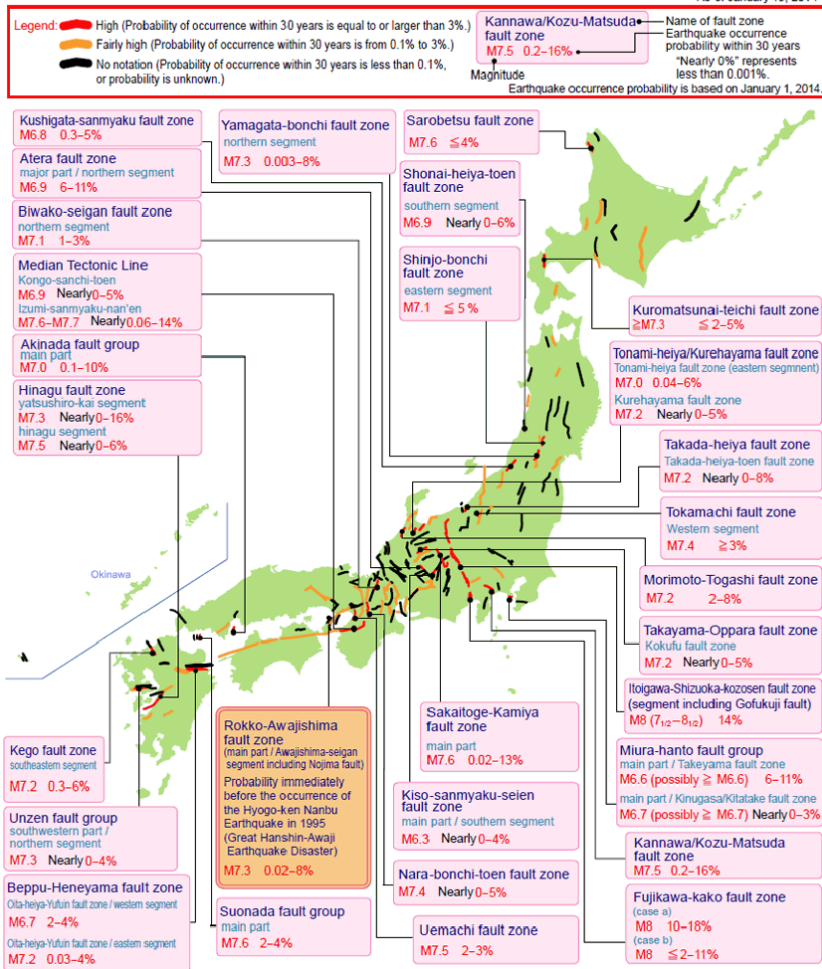 Legend:
High (Probability of occurrence within 30 years is equal to or larger than 3%.)
Fairly high (Probability of occurrence within 30 years is from 0.1% to 3%.)
No notation (Probability of occurrence within 30 years is less than 0.1%,
or probability is unknown.)
Kannawa/Kozu-Matsuda
fault zone
M7.5 0.2–16%
Magnitude
Name of fault zone
Earthquake occurrence
probability within 30 years
"Nearly 0%" represents
less than 0.001%.
Earthquake occurrence probability is based on January 1, 2014.
Kushigata-sanmyaku fault zone
M6.8 0.3–5%
Atera fault zone
major part / northern segment
M6.9 6–11%
Biwako-seigan fault zone
northern segment
M7.1 1–3%
Median Tectonic Line
Kongo-sanchi-toen
M6.9 Nearly 0–5%
Izumi-sanmyaku-nan'en
M7.6–M7.7 Nearly 0.06–14%
Akinada fault group
main part
M7.0 0.1–10%
Hinagu fault zone
yatsushiro-kai segment
M7.3 Nearly 0–16%
hinagu segment
M7.5 Nearly 0–6%
Yamagata-bonchi fault zone
northern segment
M7.3 0.003–8%
Sarobetsu fault zone
M7.6 ≦4%
Shonai-heiya-toen
fault zone
southern segment
M6.9 Nearly 0–6%
Shinjo-bonchi
fault zone
eastern segment
M7.1 ≦ 5 %
Kuromatsunai-teichi fault zone
≧M7.3 ≦ 2–5%
Tonami-heiya/Kurehayama fault zone
Tonami-heiya fault zone (eastern segmnent)
M7.0 0.04–6%
Kurehayama fault zone
M7.2 Nearly 0–5%
Takada-heiya fault zone
Takada-heiya-toen fault zone
M7.2 Nearly 0–8%
Tokamachi fault zone
Western segment
M7.4 ≧3%
Morimoto-Togashi fault zone
M7.2 2–8%
Takayama-Oppara fault zone
Kokufu fault zone
M7.2 Nearly 0–5%
Itoigawa-Shizuoka-kozosen fault zone
(segment including Gofukuji fault)
M8 (7 1/2 – 8 1/2) 14%
Miura-hanto fault group
main part / Takeyama fault zone
M6.6 (possibly ≧ M6.6) 6–11%
main part / Kinugasa/Kitatake fault zone
M6.7 (possibly ≧ M6.7) Nearly 0–3%
Kannawa/Kozu-Matsuda
fault zone
M7.5 0.2–16%
Fujikawa-kako fault zone
(case a)
M8 10–18%
(case b)
M8 ≦ 2–11%
Okinawa
Kego fault zone
southeastern segment
M7.2 0.3–6%
Unzen fault group
southwestern part /
northern segment
M7.3 Nearly 0–4%
Beppu-Heneyama fault zone
Oita-heiya-Yufuin fault zone / western segment
M6.7 2–4%
Oita-heiya-Yufuin fault zone / eastern segment
M7.2 0.03–4%
Rokko-Awajishima
fault zone
(main part / Awajishima-seigan
segment including Nojima fault)
Probability immediately
before the occurrence of
the Hyogo-ken Nanbu
Earthquake in 1995
(Great Hanshin-Awaji
Earthquake Disaster)
M7.3 0.02–8%
Suonada fault group
main part
M7.6 2–4%
Sakaitoge-Kamiya
fault zone
main part
M7.6 0.02–13%
Kiso-sanmyaku-seien
fault zone
main part / southern segment
M6.3 Nearly 0–4%
Nara-bonchi-toen fault zone
M7.4 Nearly 0–5%
Uemachi fault zone
M7.5 2–3%